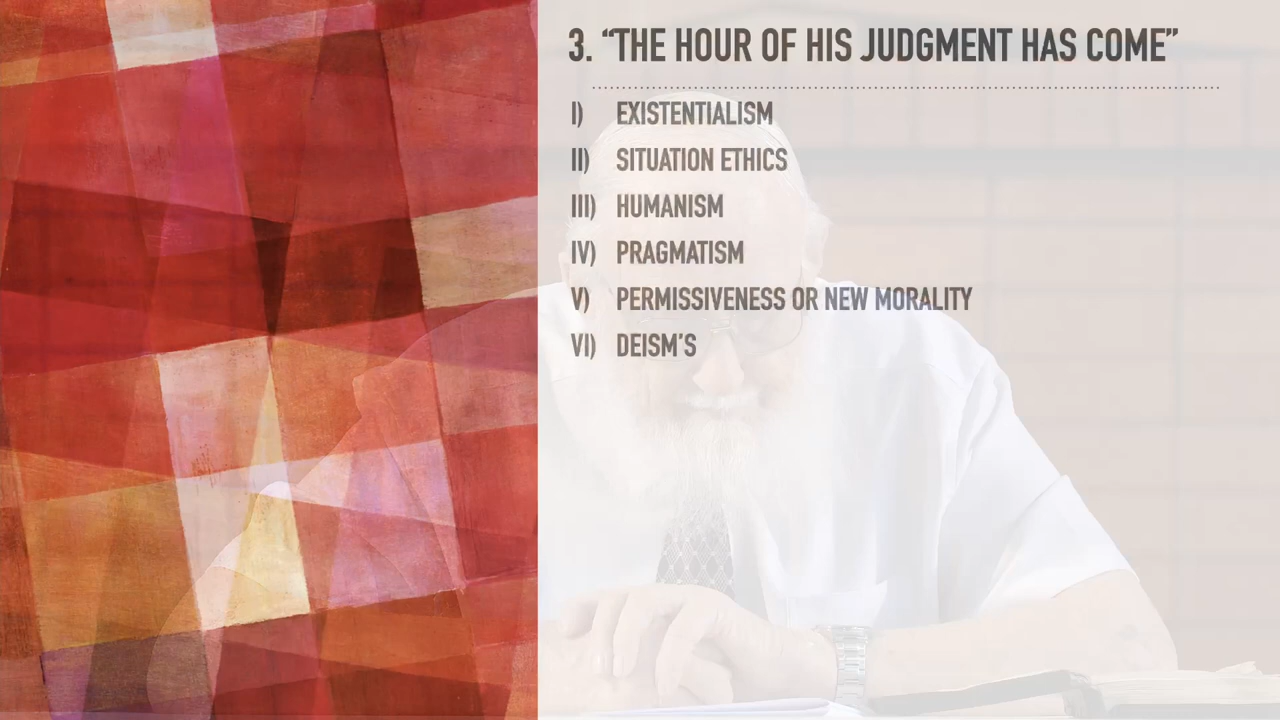 3. “THE HOUR OF HIS JUDGMENT HAS COME”
I) EXISTENTIALISM
II) SITUATION ETHICS
III) HUMANISM
IV) PRAGMATISM
V) PERMISSIVENESS OR NEW MORALITY
VI) DEISM’S